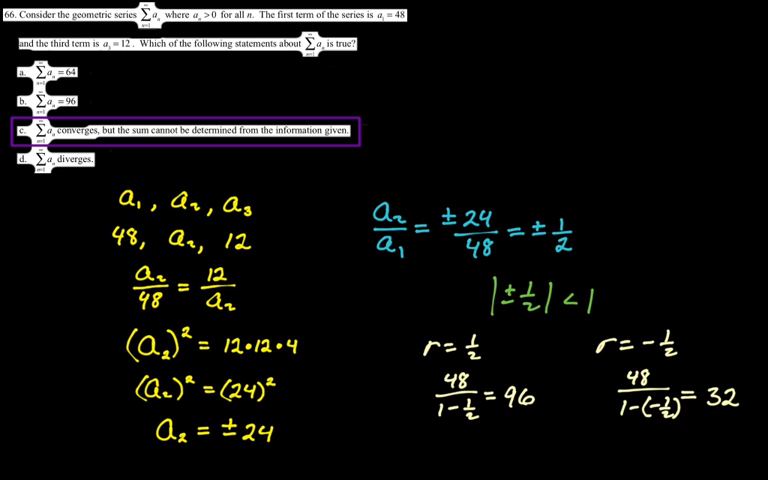 66. Consider the geometric series ∑_{n=1}^{∞} a_n where a_n > 0 for all n. The first term of the series is a_1 = 48
and the third term is a_3 = 12. Which of the following statements about ∑_{n=1}^{∞} a_n is true?
a. ∑_{n=1}^{∞} a_n = 64
b. ∑_{n=1}^{∞} a_n = 96
c. ∑_{n=1}^{∞} a_n converges, but the sum cannot be determined from the information given.
d. ∑_{n=1}^{∞} a_n diverges.
a_1, a_2, a_3
48, a_2, 12
a_2/48 = 12/a_2
(a_2)^2 = 12·12·4
(a_2)^2 = (24)^2
a_2 = ±24
a_2/a_1 = ±24/48 = ±1/2
|±1/2| < 1
r = 1/2
48/(1 - 1/2) = 96
r = -1/2
48/(1-(-1/2)) = 32